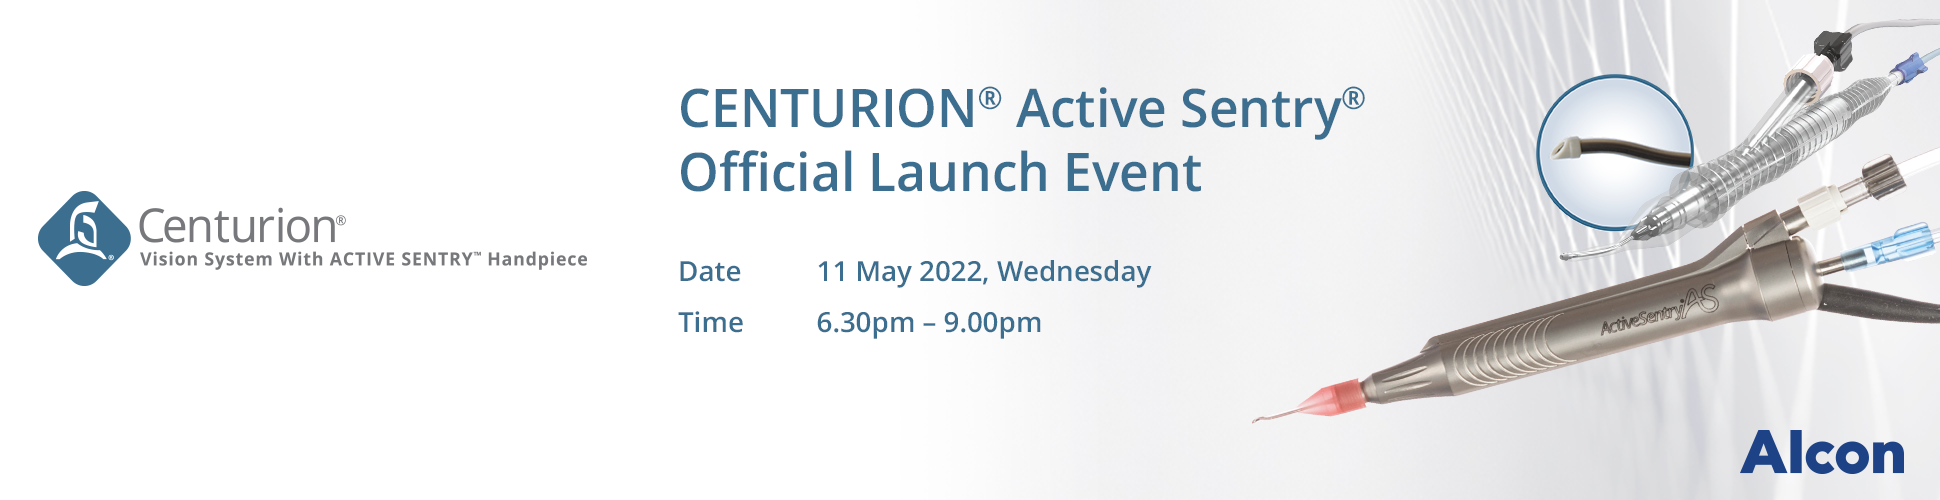 Centurion®
Vision System With ACTIVE SENTRY™ Handpiece
CENTURION® Active Sentry®
Official Launch Event
Date 11 May 2022, Wednesday
Time 6.30pm – 9.00pm
ActiveSentry AS
Alcon